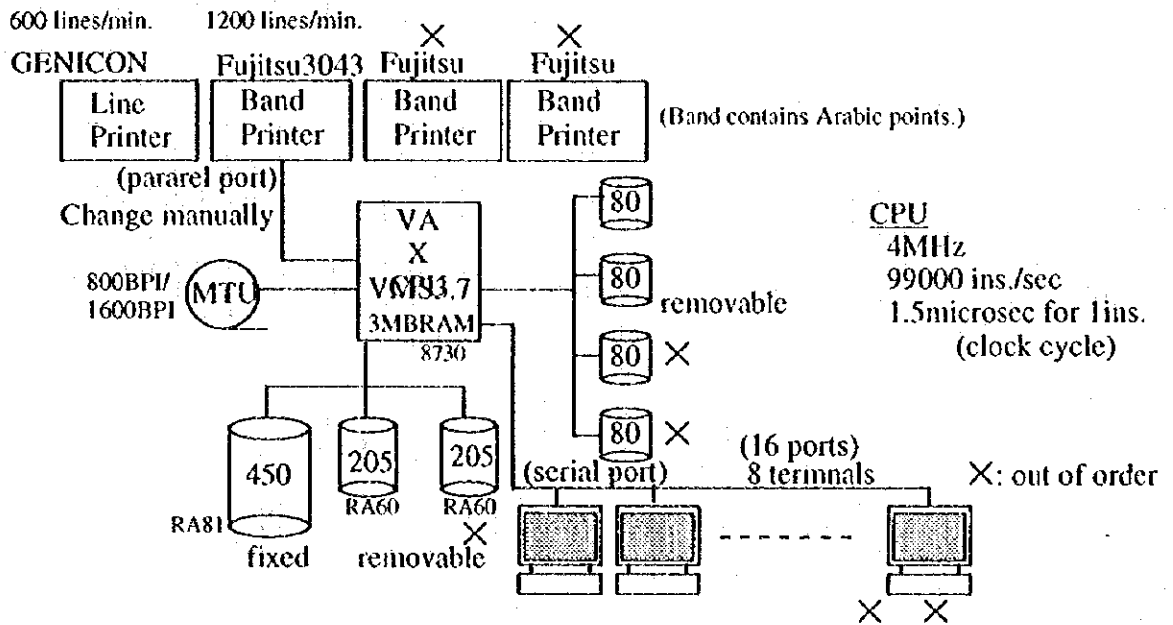 600 lines/min.
1200 lines/min.
GENICON
Fujitsu3043
Fujitsu
Fujitsu
Line
Printer
Band
Printer
Band
Printer
Band
Printer
(Band contains Arabic points.)
(pararel port)
Change manually
VA
X
VMS3.7
3MBRAM
8730
800BPI/
1600BPI
MTU
80
80
removable
80
80
CPU
4MHz
99000 ins./sec
1.5microsec for 1ins.
(clock cycle)
450
RA81
fixed
205
RA60
205
RA60
removable
(serial port)
(16 ports)
8 termnals
X: out of order